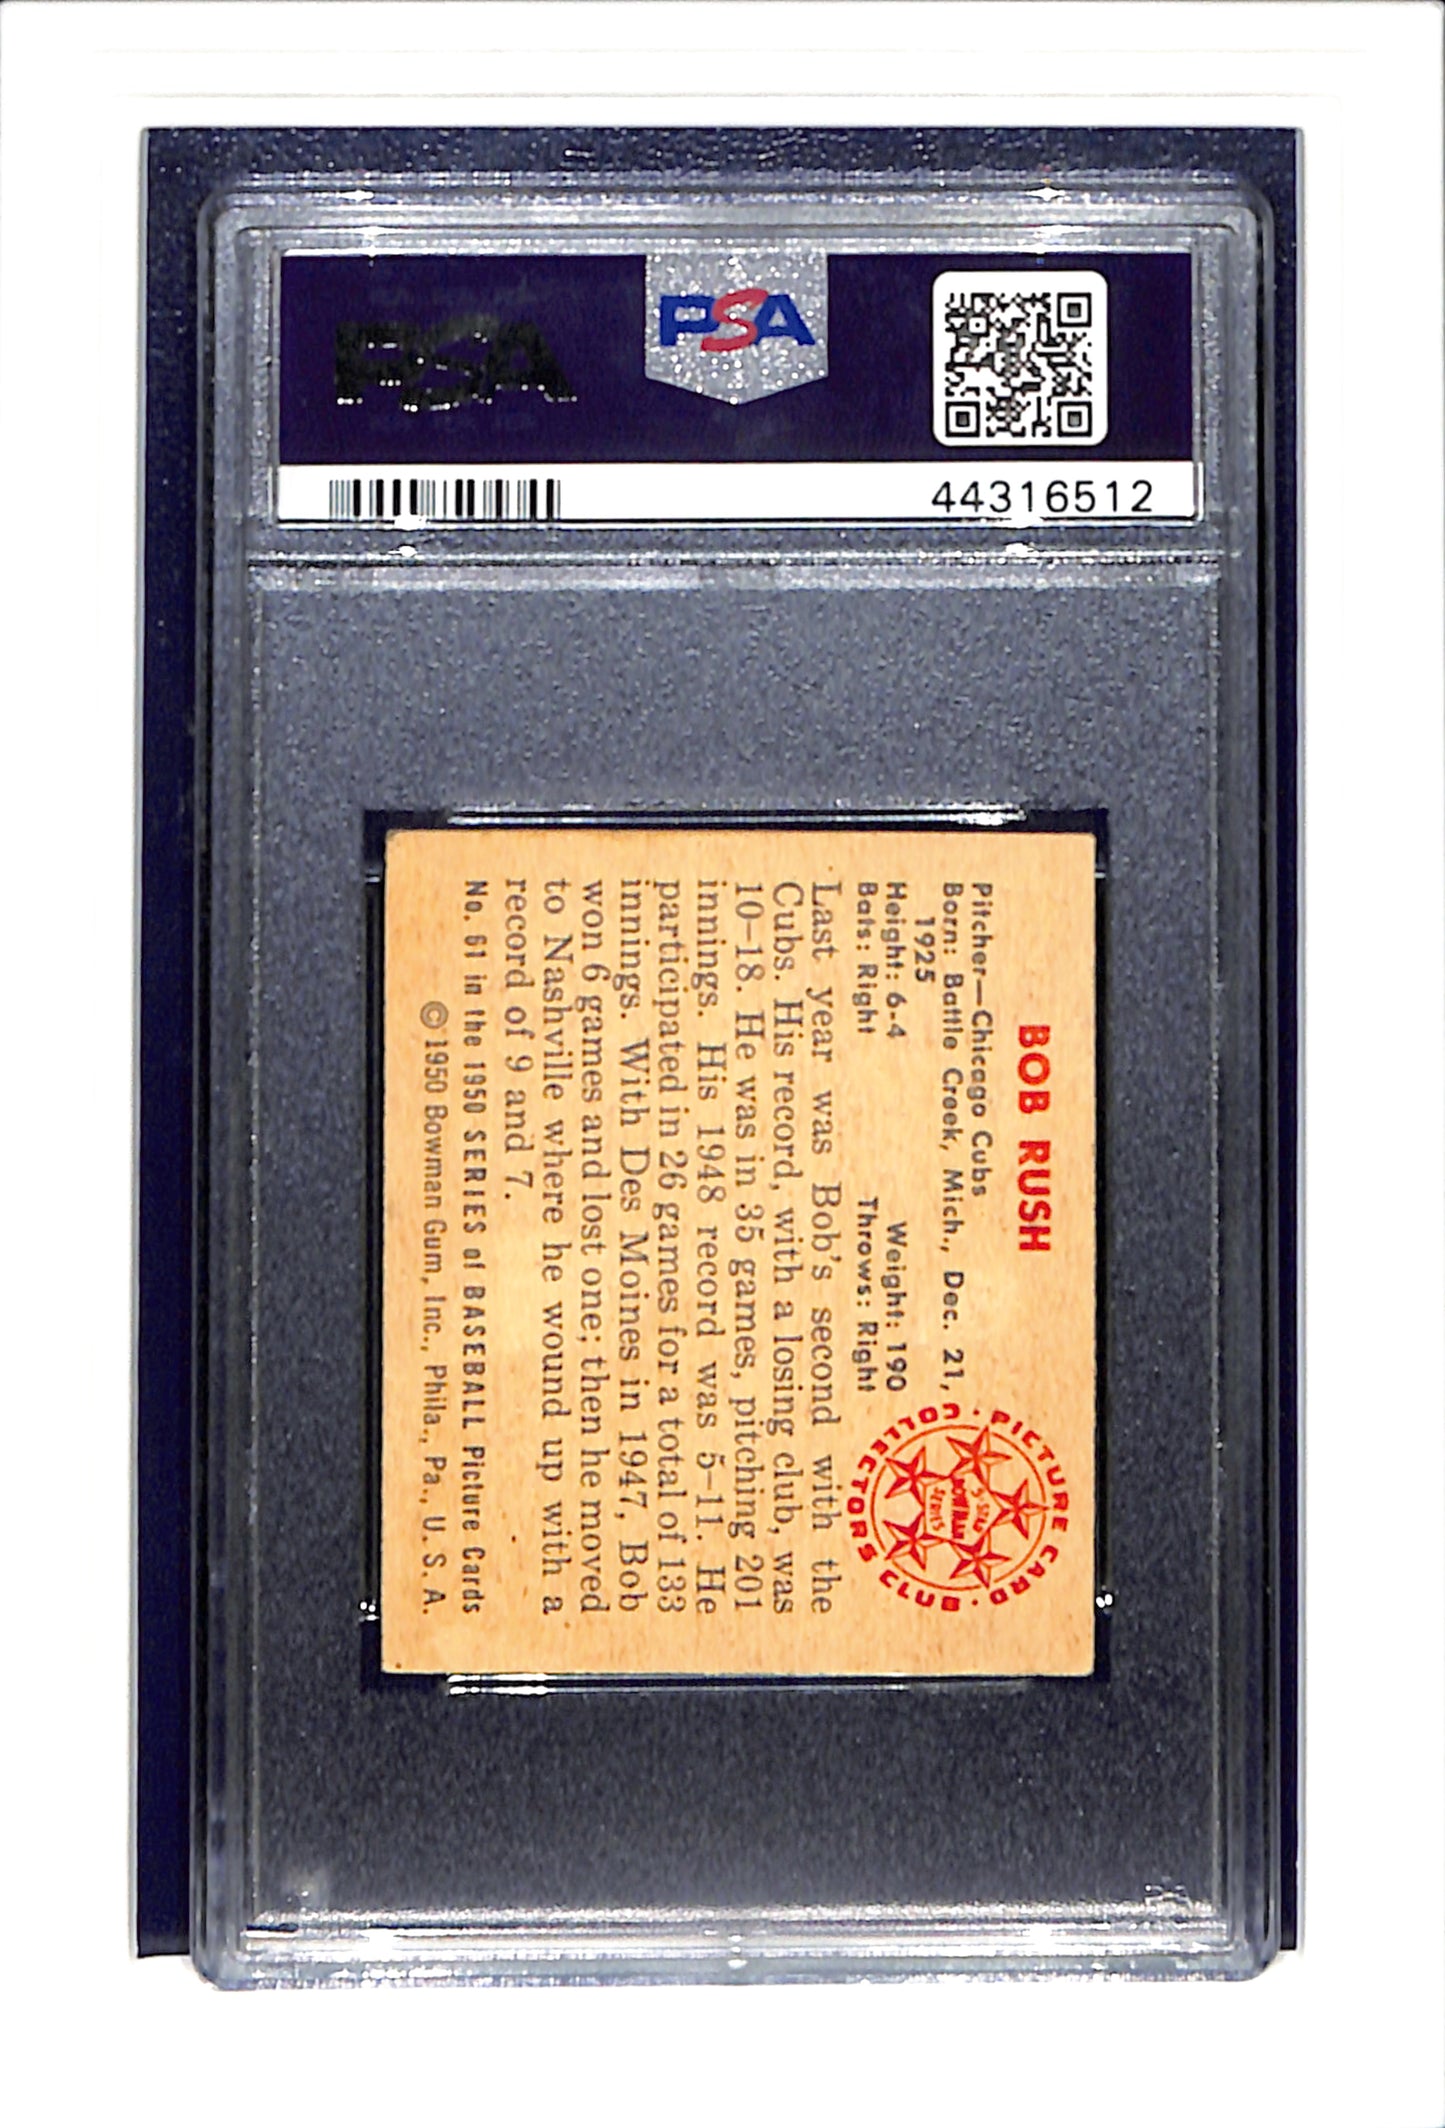 PSA
PSA
44316512
BOB RUSH
Pitcher—Chicago Cubs
Born: Battle Creek, Mich., Dec. 21,
1925
Height: 6-4 Weight: 190
Bats: Right Throws: Right
PICTURE CARD • COLLECTORS CLUB •
5-STAR
BOWMAN
SERIES
Last year was Bob's second with the
Cubs. His record, with a losing club, was
10–18. He was in 35 games, pitching 201
innings. His 1948 record was 5–11. He
participated in 26 games for a total of 133
innings. With Des Moines in 1947, Bob
won 6 games and lost one; then he moved
to Nashville where he wound up with a
record of 9 and 7.
No. 61 in the 1950 SERIES of BASEBALL Picture Cards
©1950 Bowman Gum, Inc., Phila., Pa., U. S. A.